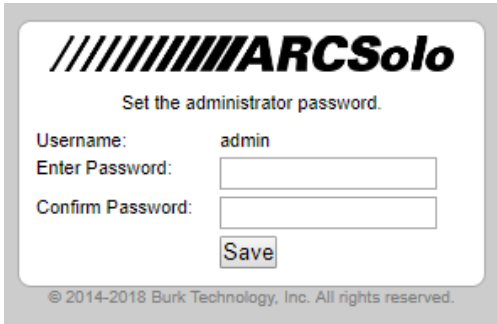 ARCSolo
Set the administrator password.
Username: admin
Enter Password:
Confirm Password:
Save
© 2014-2018 Burk Technology, Inc. All rights reserved.